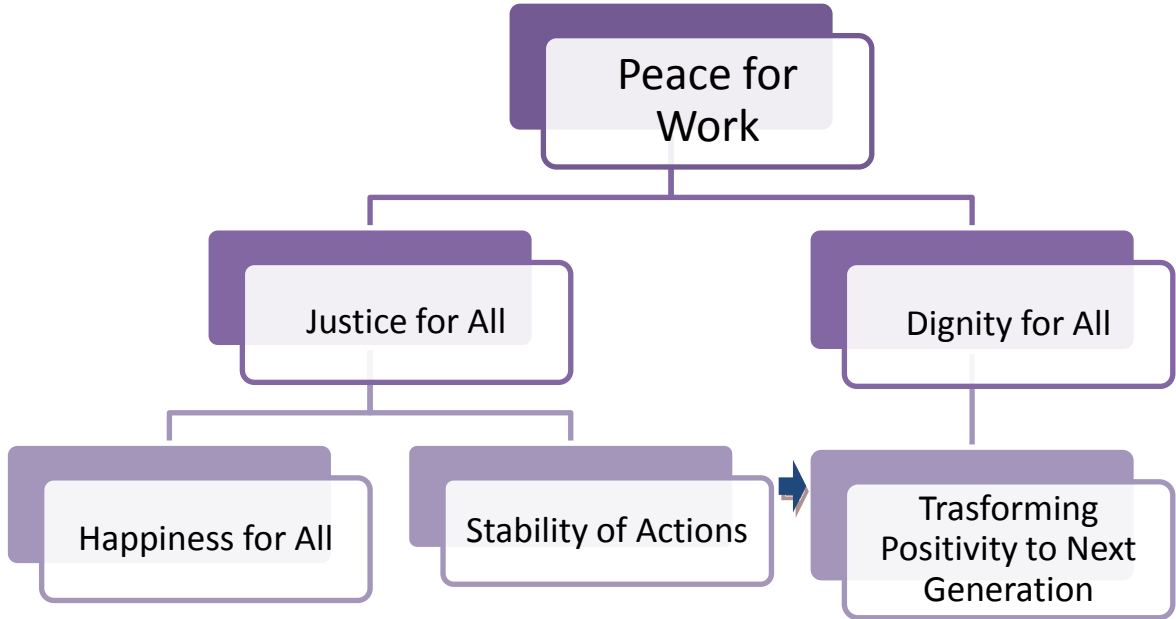 Peace for
Work
Justice for All
Dignity for All
Happiness for All
Stability of Actions
Trasforming
Positivity to Next
Generation